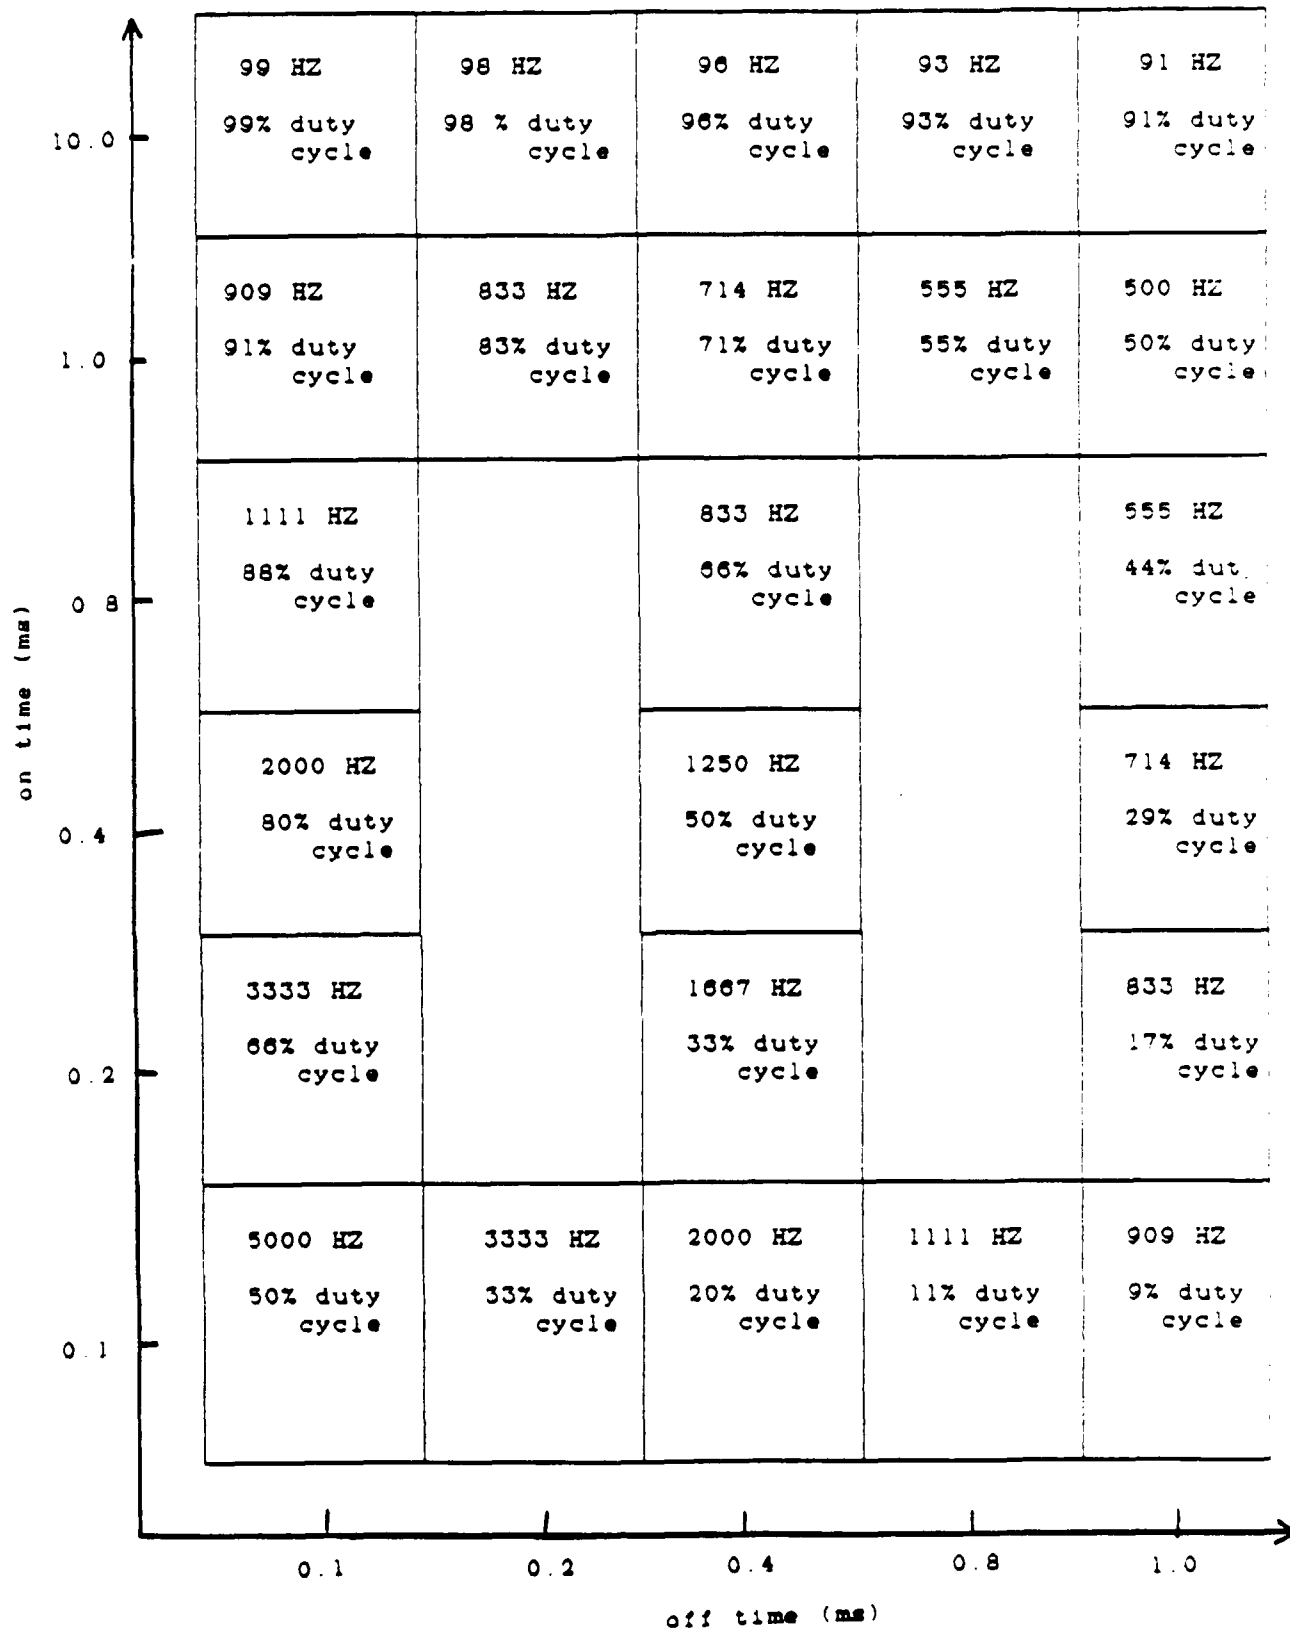 99 HZ 98 HZ 96 HZ 93 HZ 91 HZ
99% duty 98 % duty 96% duty 93% duty 91% duty
10.0
cycle cycle cycle cycle cycle
909 HZ 833 HZ 714 HZ 555 HZ 500 HZ
91% duty 83% duty 71% duty 55% duty 50% duty
1.0
cycle cycle cycle cycle cycle
1111 HZ 833 HZ 555 HZ
88% duty 66% duty 44% dut
0 8
cycle cycle cycle
on time (ms)
2000 HZ 1250 HZ 714 HZ
80% duty 50% duty 29% duty
0.4
cycle cycle cycle
3333 HZ 1667 HZ 833 HZ
66% duty 33% duty 17% duty
0.2
cycle cycle cycle
5000 HZ 3333 HZ 2000 HZ 1111 HZ 909 HZ
50% duty 33% duty 20% duty 11% duty 9% duty
cycle cycle cycle cycle cycle
0.1
0.1 0.2 0.4 0.8 1.0
off time (ms)